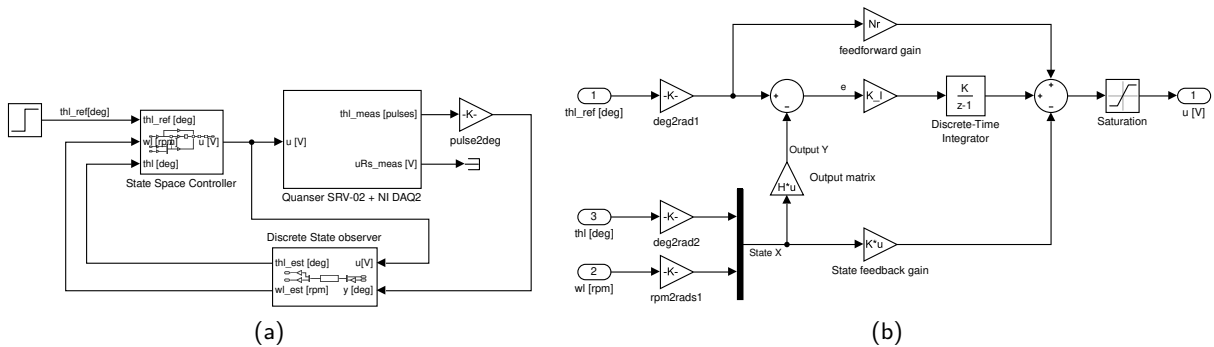 thl_ref[deg]
thl_ref [deg]
wl [rpm]
u [V]
thl [deg]
State Space Controller
u [V]
thl_meas [pulses]
uRs_meas [V]
Quanser SRV-02 + NI DAQ2
-K-
pulse2deg
Discrete State observer
thl_est [deg]
u[V]
wl_est [rpm]
y [deg]
(a)
Nr
feedforward gain
1
thl_ref [deg]
-K-
deg2rad1
+
−
e
K_I
K
z-1
Discrete-Time
Integrator
+
+
−
Saturation
1
u [V]
Output Y
H*u
Output matrix
3
thl [deg]
-K-
deg2rad2
State X
K*u
State feedback gain
2
wl [rpm]
-K-
rpm2rads1
(b)